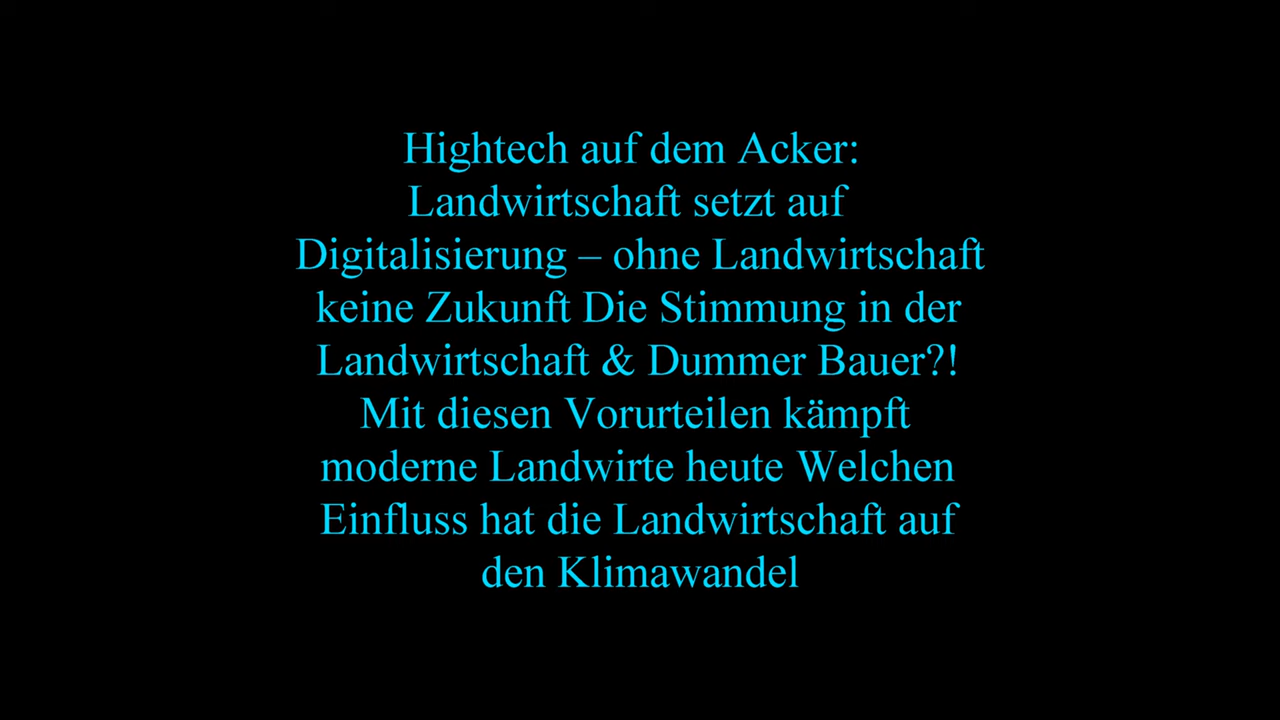 Hightech auf dem Acker:
Landwirtschaft setzt auf
Digitalisierung – ohne Landwirtschaft
keine Zukunft Die Stimmung in der
Landwirtschaft & Dummer Bauer?!
Mit diesen Vorurteilen kämpft
moderne Landwirte heute Welchen
Einfluss hat die Landwirtschaft auf
den Klimawandel